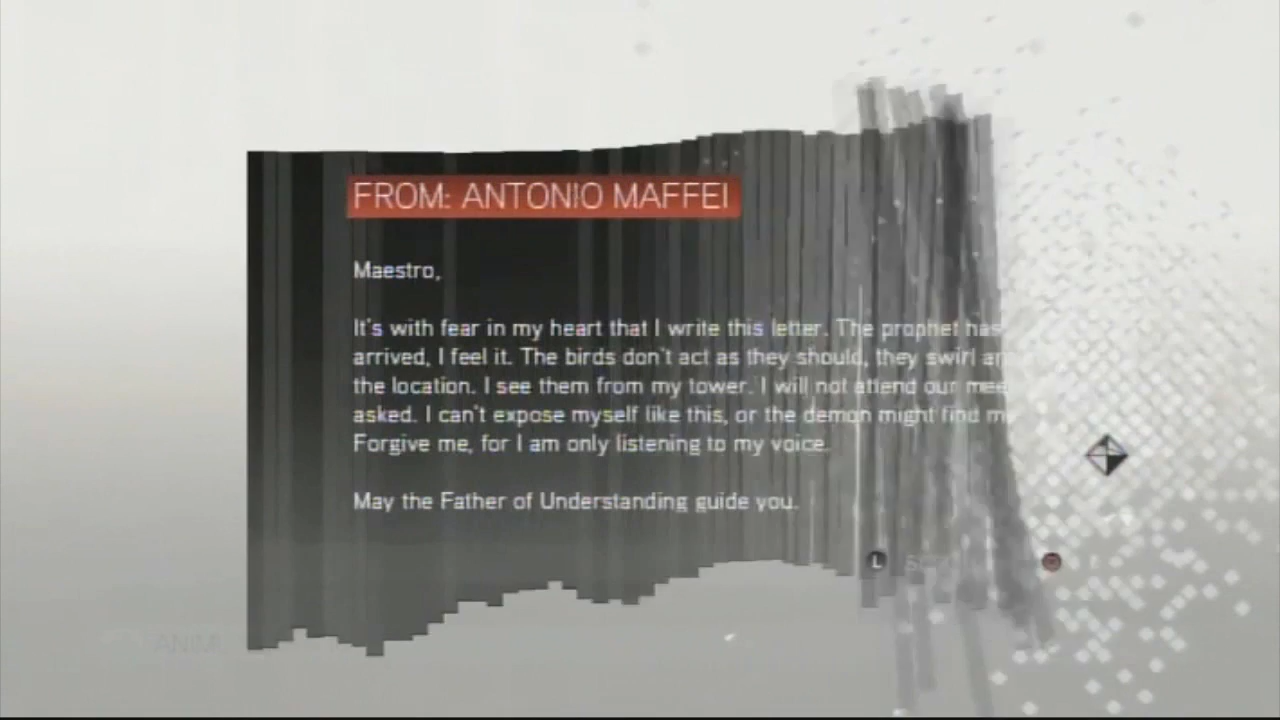 FROM: ANTONIO MAFFEI
Maestro,
It's with fear in my heart that I write this letter. The prophet has
arrived, I feel it. The birds don't act as they should, they swirl
the location. I see them from my tower. I will not attend our
asked. I can't expose myself like this, or the demon might find
Forgive me, for I am only listening to my voice.
May the Father of Understanding guide you.
L